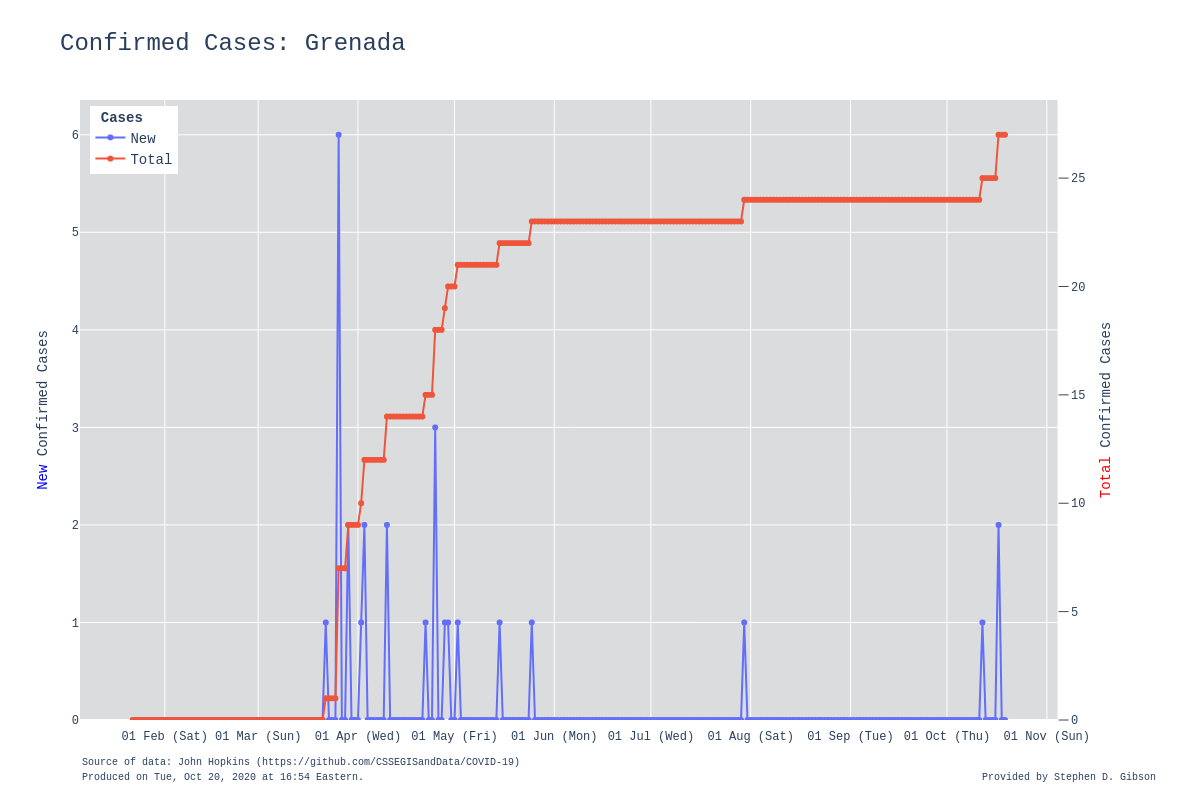 Confirmed Cases: Grenada
Cases
New
Total
6
5
4
3
2
1
0
25
20
15
10
5
0
New Confirmed Cases
Total Confirmed Cases
01 Feb (Sat) 01 Mar (Sun) 01 Apr (Wed) 01 May (Fri) 01 Jun (Mon) 01 Jul (Wed) 01 Aug (Sat) 01 Sep (Tue) 01 Oct (Thu) 01 Nov (Sun)
Source of data: John Hopkins (https://github.com/CSSEGISandData/COVID-19)
Produced on Tue, Oct 20, 2020 at 16:54 Eastern.
Provided by Stephen D. Gibson